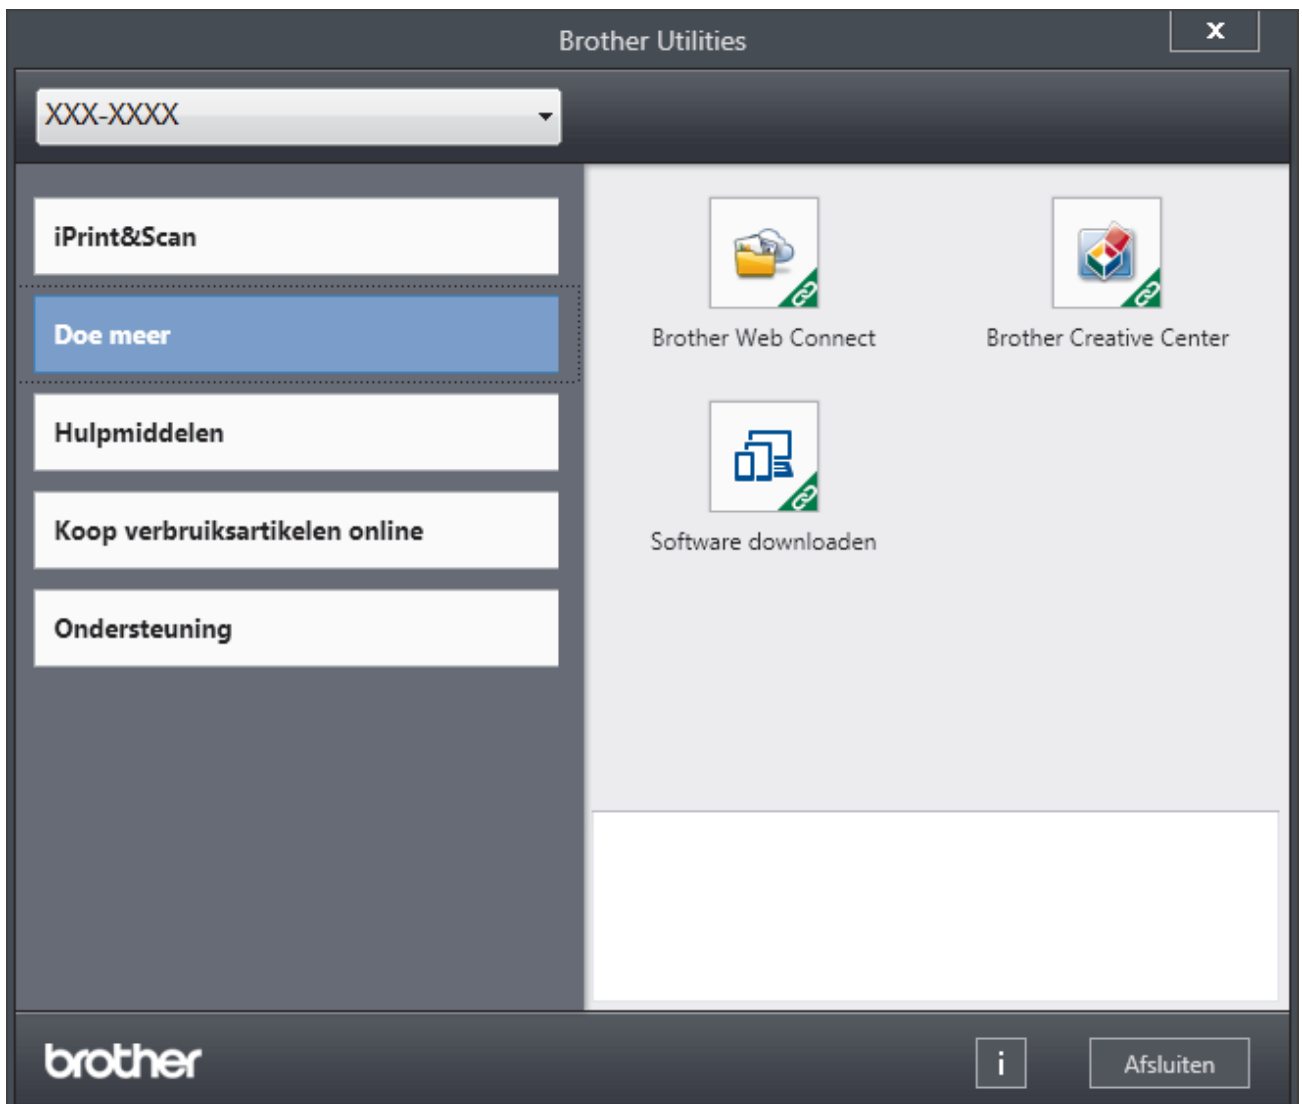 Brother Utilities
X
XXX-XXXX
iPrint&Scan
Doe meer
Hulpmiddelen
Koop verbruiksartikelen online
Ondersteuning
Brother Web Connect
Brother Creative Center
Software downloaden
brother
i
Afsluiten